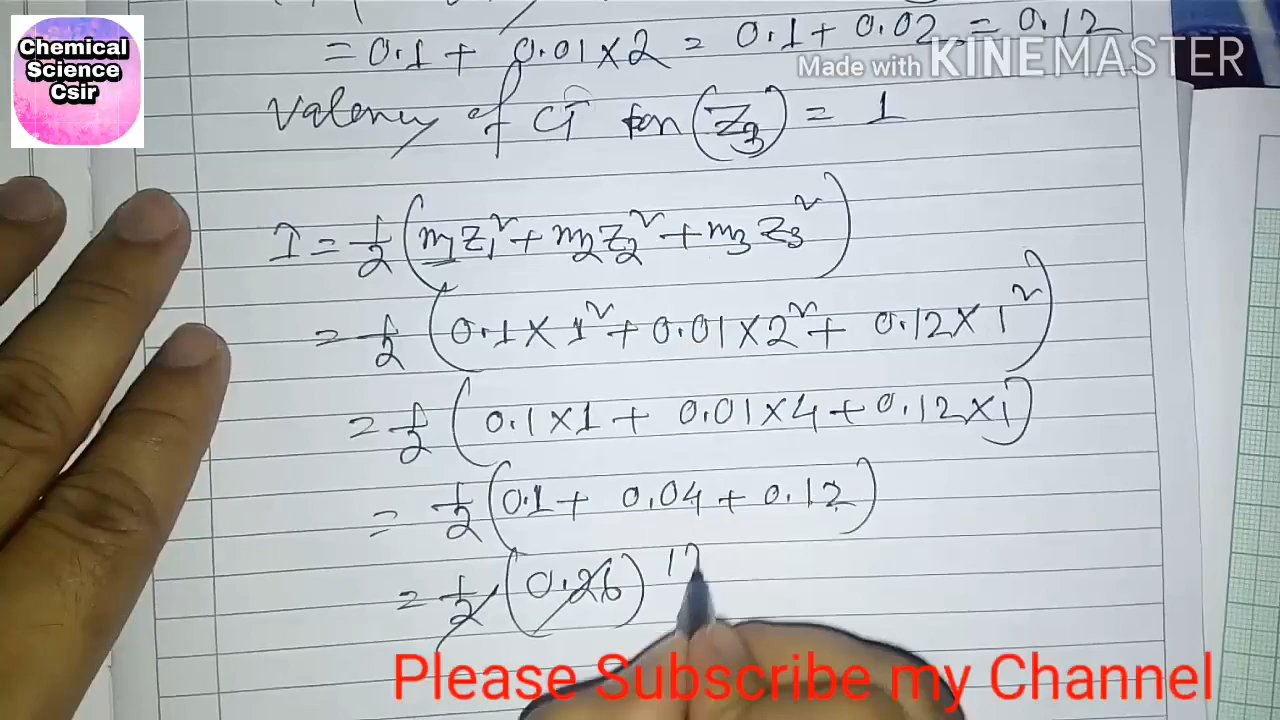 Chemical
Science
Csir
= 0.1 + 0.01 × 2 = 0.1 + 0.02 = 0.12
Made with KINEMASTER
Valency of Cl⁻ ion (Z₃) = 1
I = 1/2 (m₁Z₁² + m₂Z₂² + m₃Z₃²)
= 1/2 (0.1 × 1² + 0.01 × 2² + 0.12 × 1²)
= 1/2 (0.1 × 1 + 0.01 × 4 + 0.12 × 1)
= 1/2 (0.1 + 0.04 + 0.12)
= 1/2 (0.26)
Please Subscribe my Channel